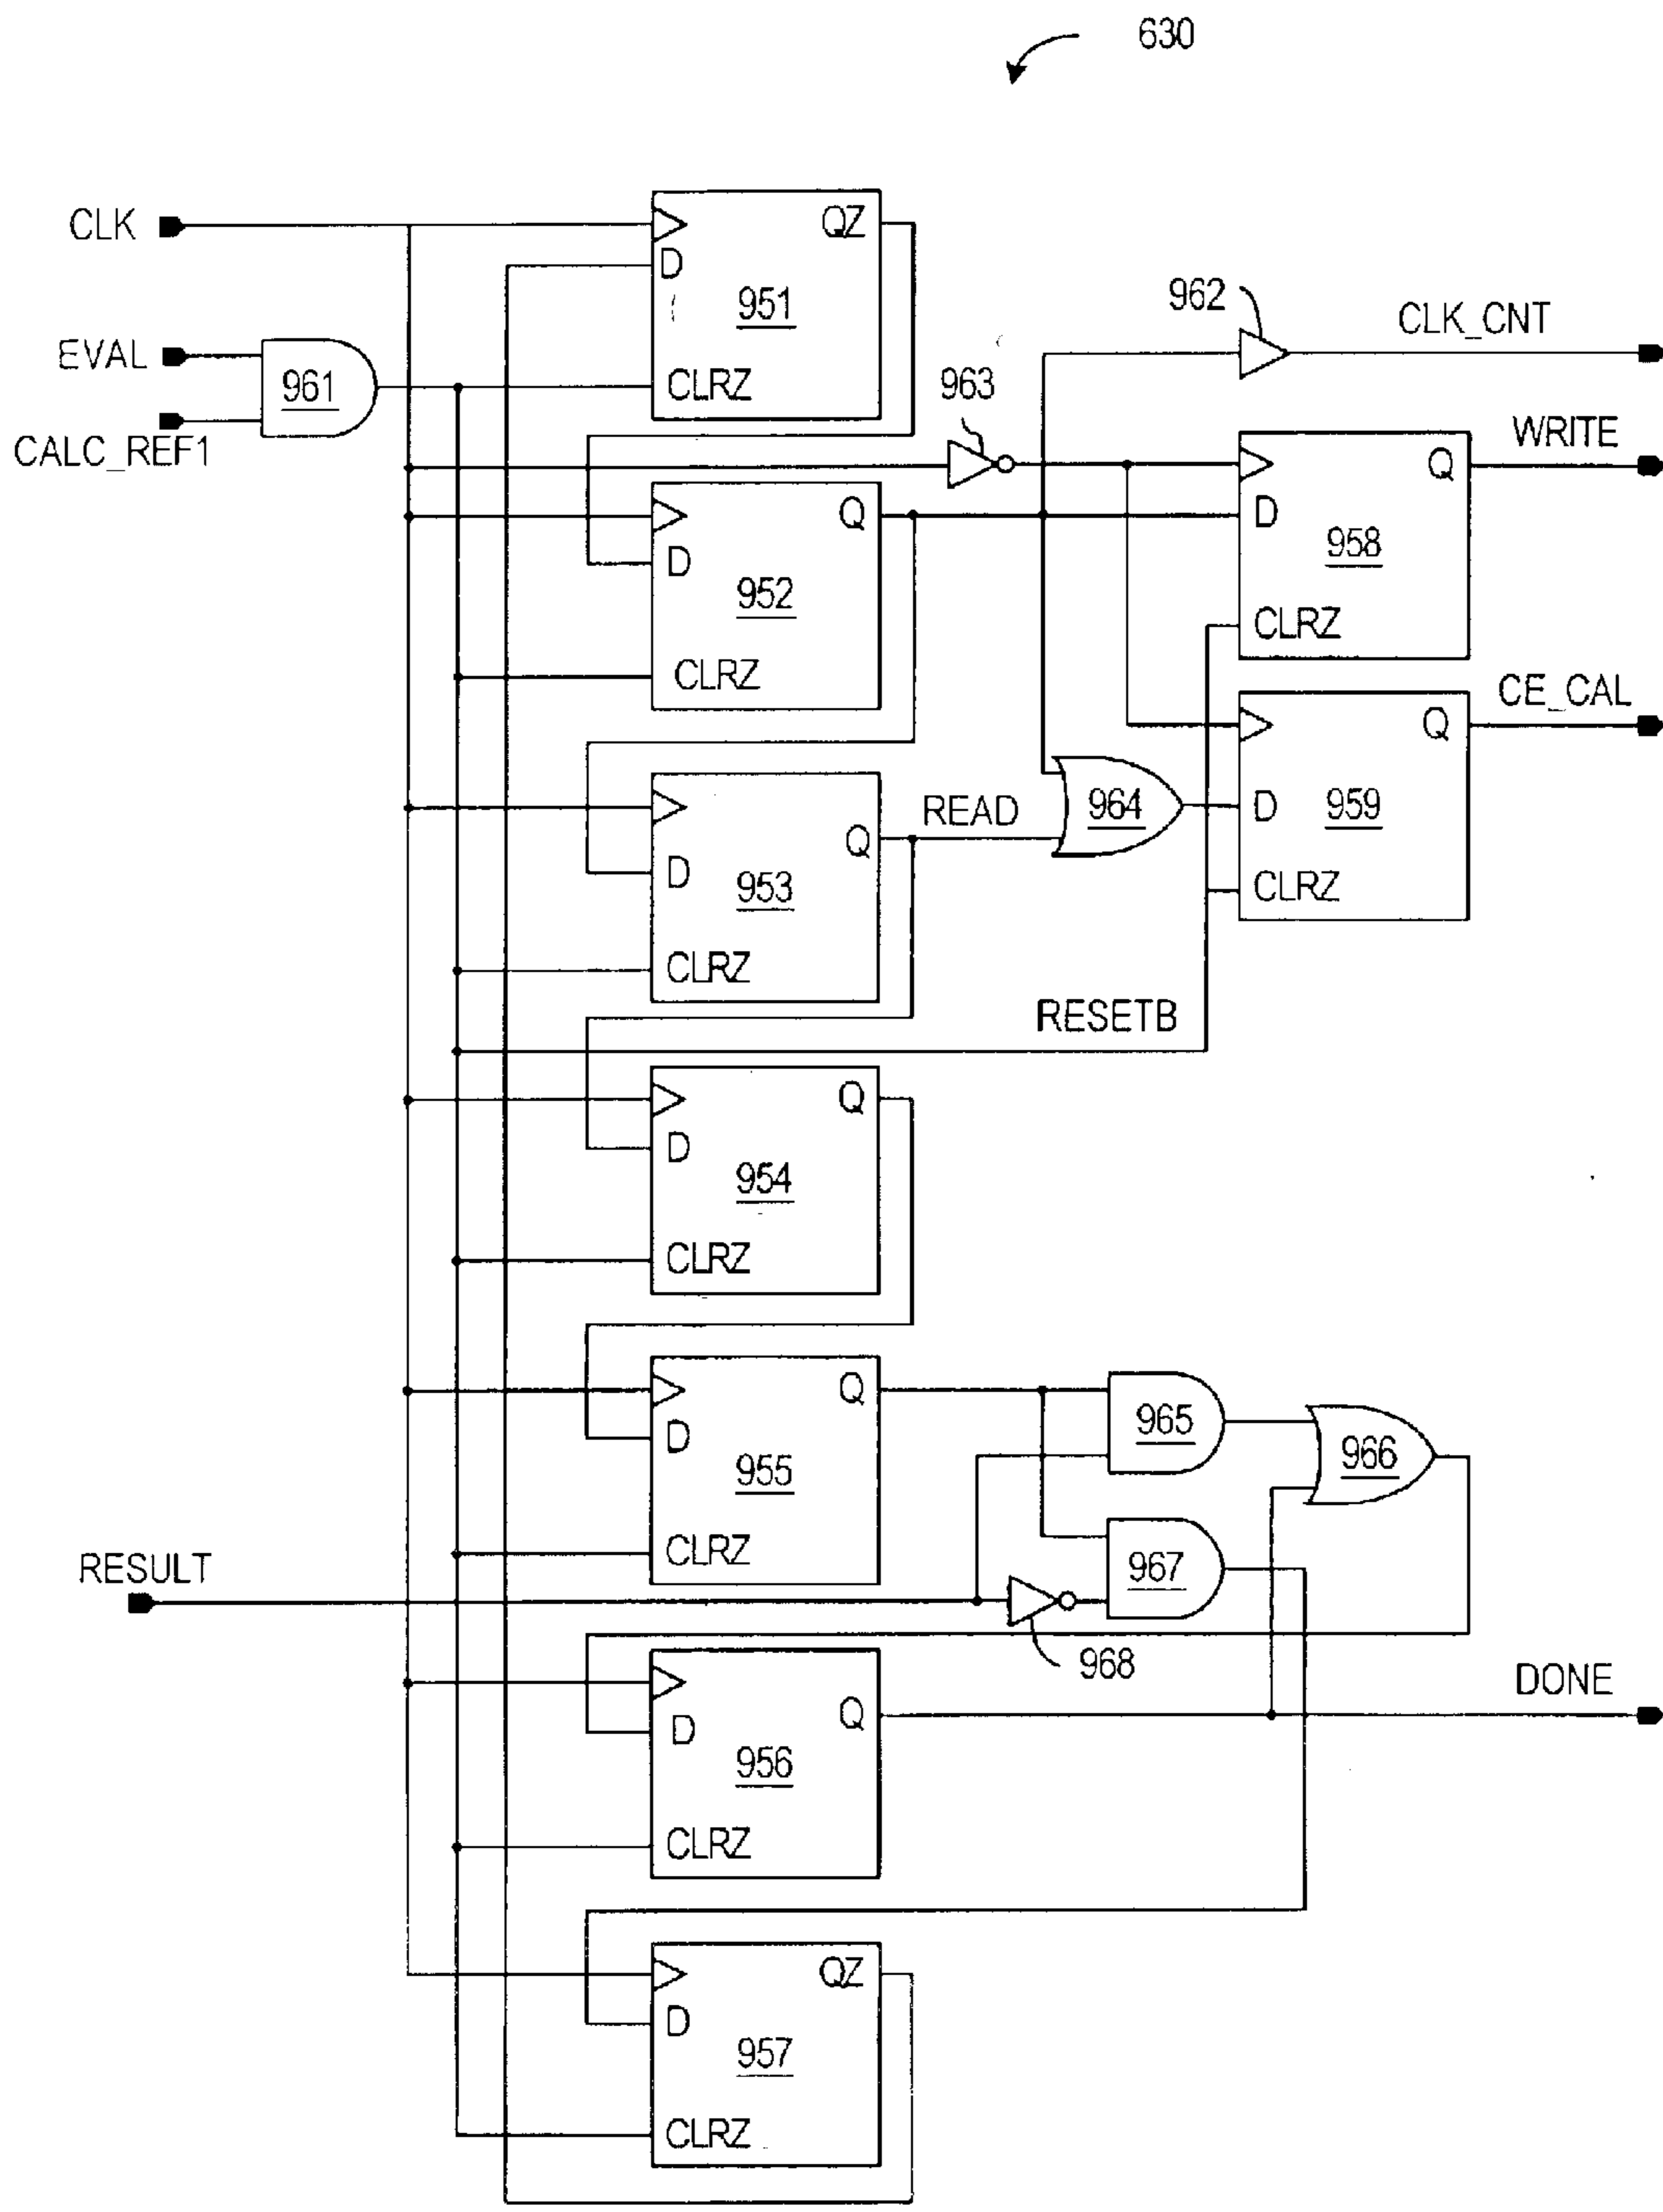 630
CLK
QZ
D
951
CLRZ
EVAL
961
CALC_REF1
962
CLK_CNT
963
WRITE
Q
D
958
CLRZ
Q
D
952
CLRZ
CE_CAL
Q
D
959
CLRZ
964
READ
Q
D
953
CLRZ
RESETB
Q
D
954
CLRZ
Q
D
955
CLRZ
965
966
967
RESULT
968
DONE
Q
D
956
CLRZ
QZ
D
957
CLRZ